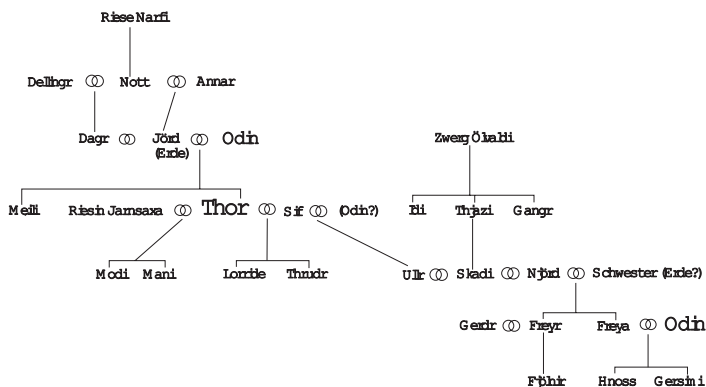 Riese Narfi
Dellingr Nott Annar
Dagr Jörd Odin Zwerg Ölvaldi
(Erde)
Meili Riesin Jarnsaxa Thor Sif (Odin?) Idi Thjazi Gangr
Modi Mani Lorride Thrudr Ullr Skadi Njörd Schwester (Erde?)
Gerdr Freyr Freya Odin
Fjölnir Hnoss Gersimi